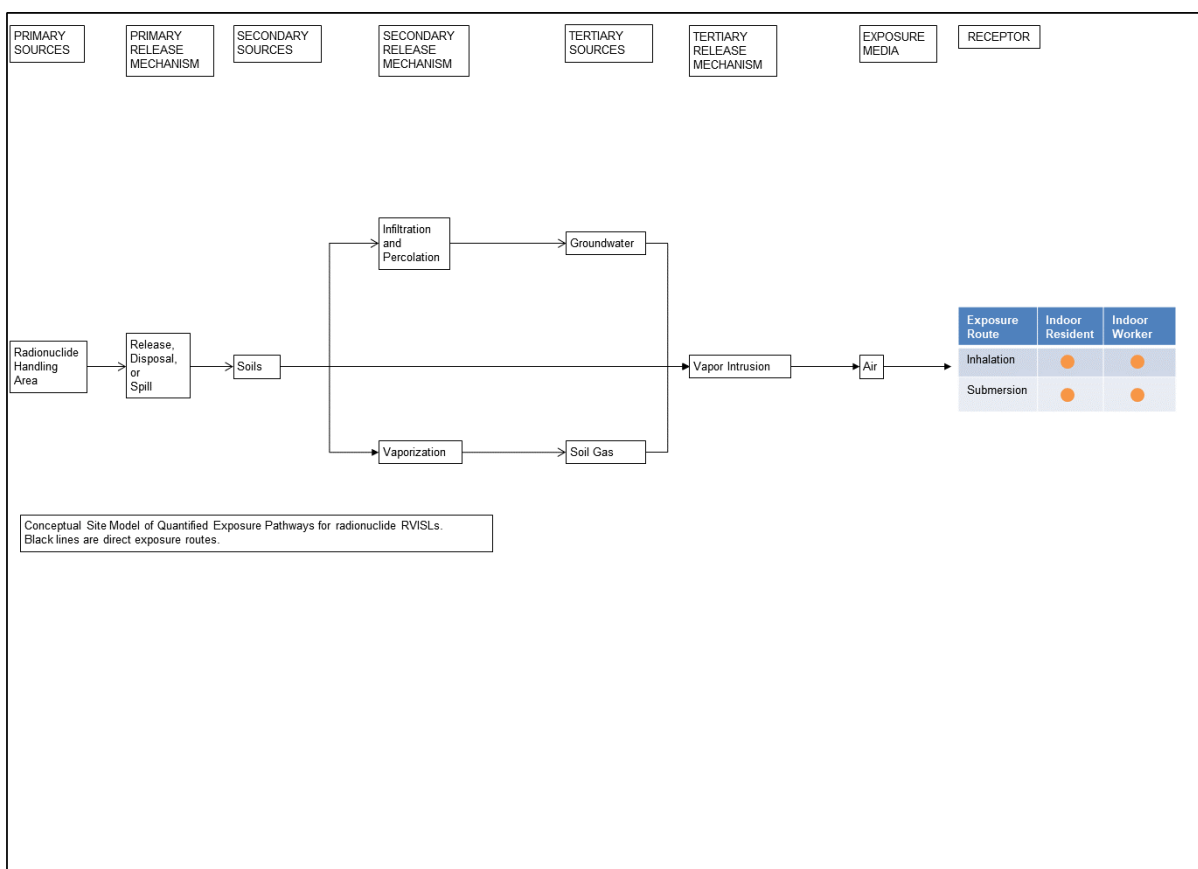 PRIMARY
SOURCES
PRIMARY
RELEASE
MECHANISM
SECONDARY
SOURCES
SECONDARY
RELEASE
MECHANISM
TERTIARY
SOURCES
TERTIARY
RELEASE
MECHANISM
EXPOSURE
MEDIA
RECEPTOR
Radionuclide
Handling
Area
Release,
Disposal,
or
Spill
Soils
Infiltration
and
Percolation
Groundwater
Vaporization
Soil Gas
Vapor Intrusion
Air
Exposure
Route
Indoor
Resident
Indoor
Worker
Inhalation
Submersion
Conceptual Site Model of Quantified Exposure Pathways for radionuclide RVISLs.
Black lines are direct exposure routes.